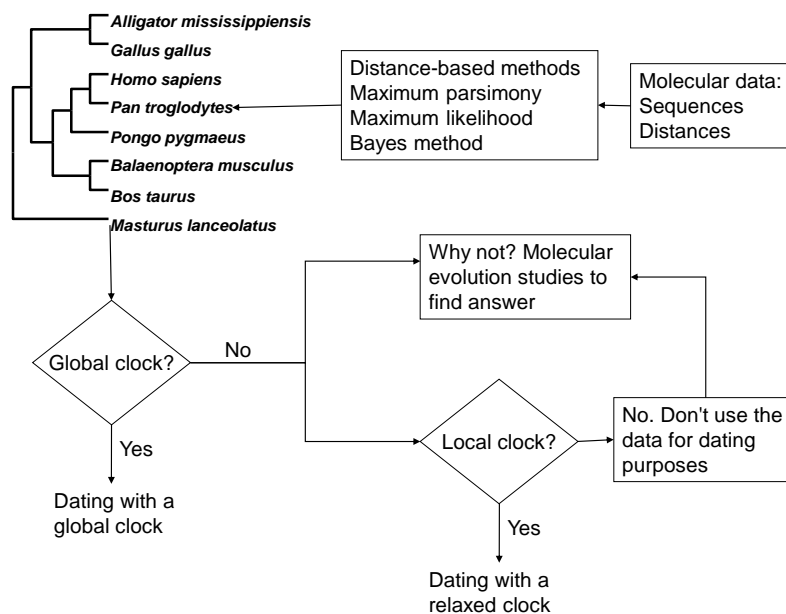 Alligator mississippiensis
Gallus gallus
Homo sapiens
Pan troglodytes
Pongo pygmaeus
Balaenoptera musculus
Bos taurus
Masturus lanceolatus
Distance-based methods
Maximum parsimony
Maximum likelihood
Bayes method
Molecular data:
Sequences
Distances
Why not? Molecular
evolution studies to
find answer
Global clock?
No
Yes
Dating with a
global clock
Local clock?
No. Don't use the
data for dating
purposes
Yes
Dating with a
relaxed clock